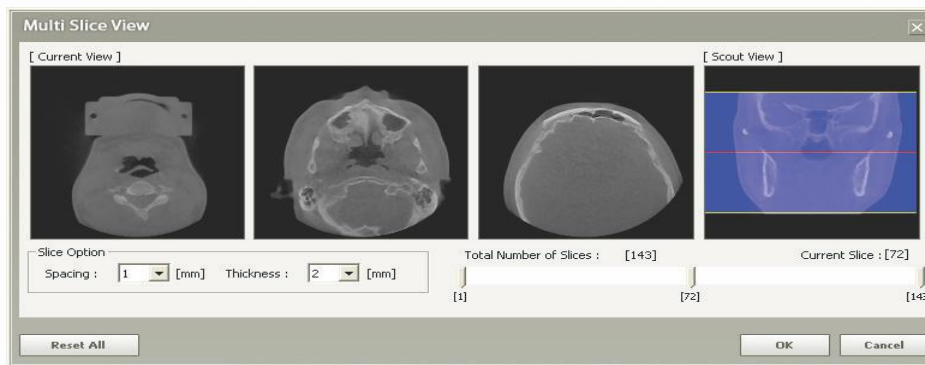 Multi Slice View
[ Current View ] [ Scout View ]
Slice Option
Total Number of Slices : [143] Current Slice : [72]
Spacing : 1 [mm] Thickness : 2 [mm]
[1] [72] [143
Reset All OK Cancel